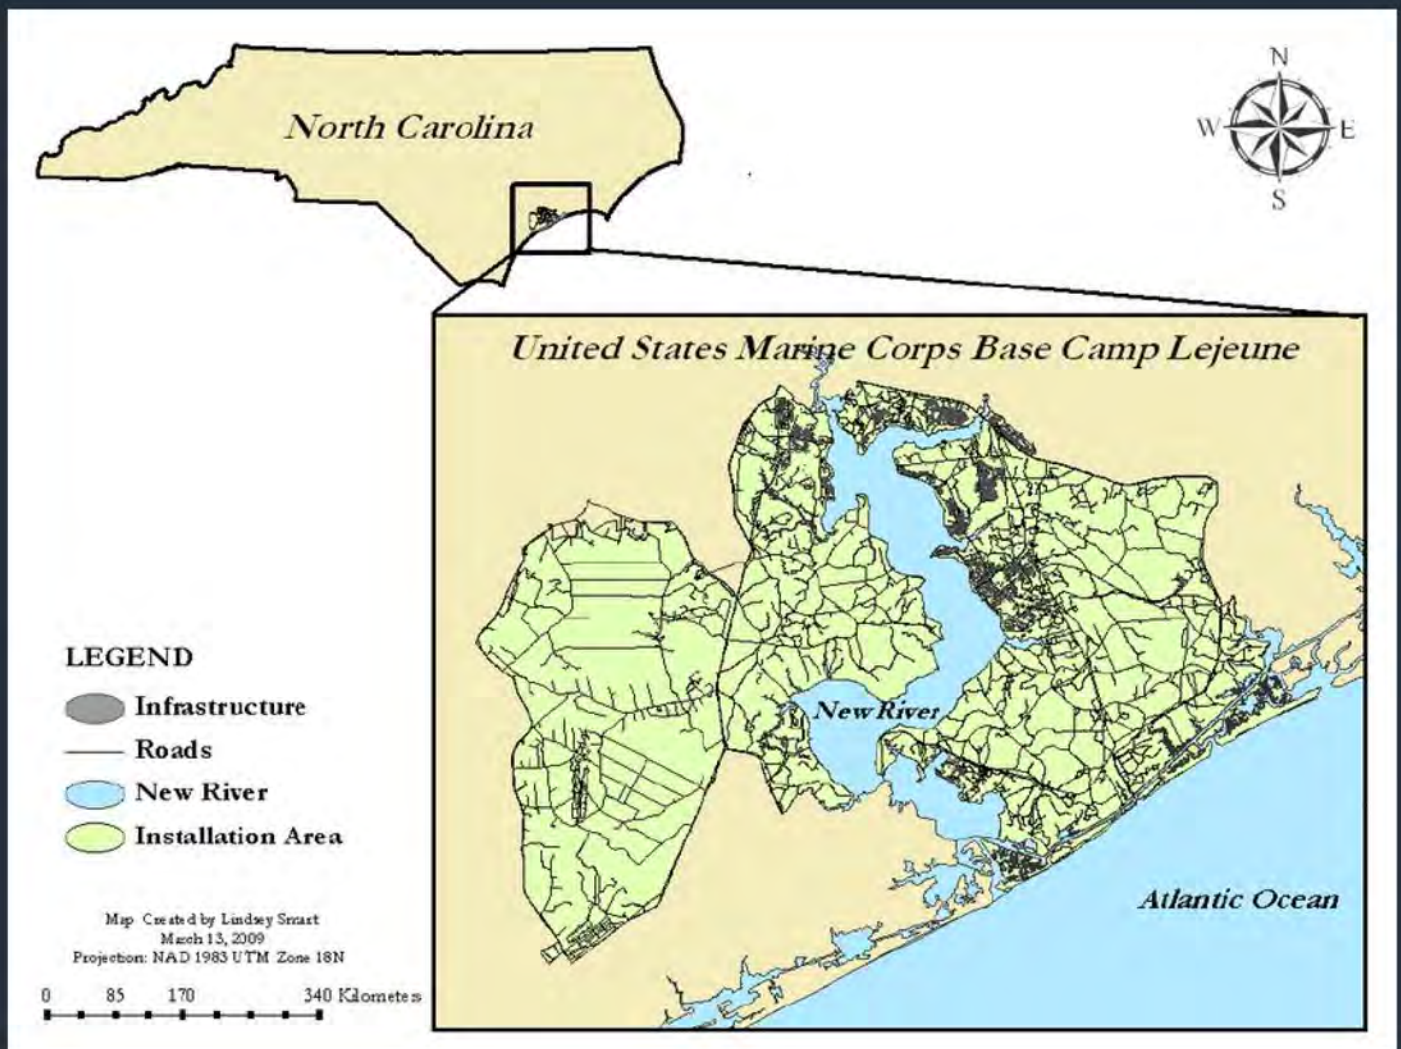 North Carolina
N
W E
S
United States Marine Corps Base Camp Lejeune
New River
Atlantic Ocean
LEGEND
Infrastructure
Roads
New River
Installation Area
Map Created by Lindsey Smart
March 13, 2009
Projection: NAD 1983 UTM Zone 18N
0 85 170 340 Kilometes